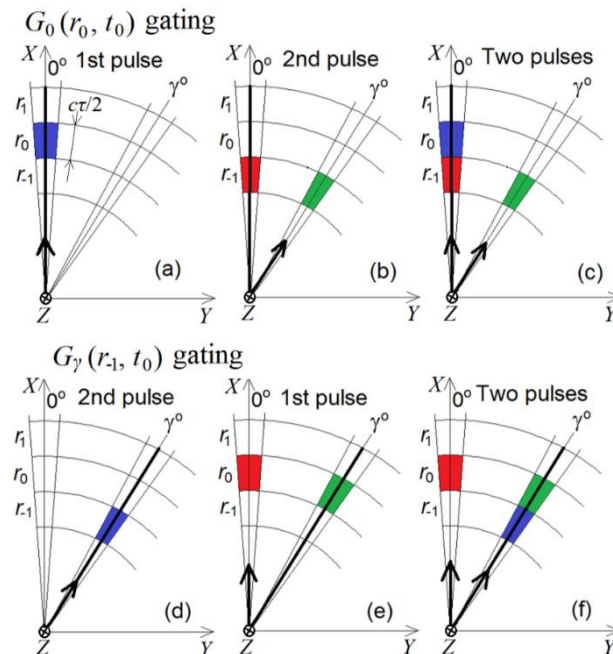 G₀ (r₀, t₀) gating
X 0° 1st pulse γ°
r₁
cτ/2
r₀
r₋₁
(a)
Z Y
X 0° 2nd pulse γ°
r₁
r₀
r₋₁
(b)
Z Y
X 0° Two pulses γ°
r₁
r₀
r₋₁
(c)
Z Y
Gγ (r₋₁, t₀) gating
X 0° 2nd pulse γ°
r₁
r₀
r₋₁
(d)
Z Y
X 0° 1st pulse γ°
r₁
r₀
r₋₁
(e)
Z Y
X 0° Two pulses γ°
r₁
r₀
r₋₁
(f)
Z Y